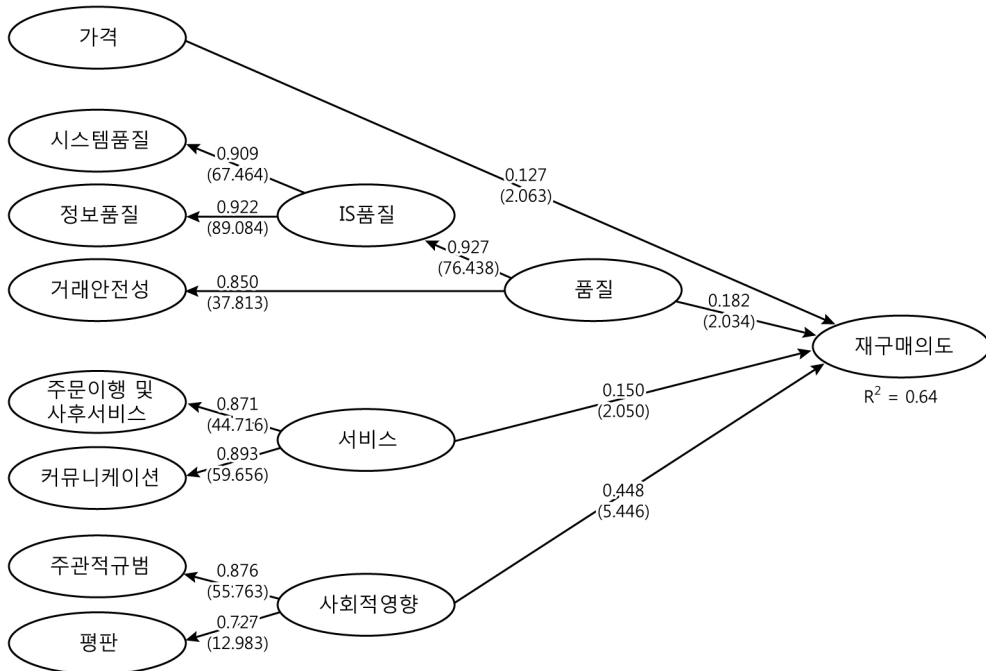 가격
0.127
(2.063)
시스템품질
0.909
(67.464)
정보품질
0.922
(89.084)
IS품질
0.927
(76.438)
거래안전성
0.850
(37.813)
품질
0.182
(2.034)
재구매의도
R² = 0.64
주문이행 및
사후서비스
0.871
(44.716)
서비스
0.150
(2.050)
커뮤니케이션
0.893
(59.656)
0.448
(5.446)
주관적규범
0.876
(55.763)
사회적영향
평판
0.727
(12.983)